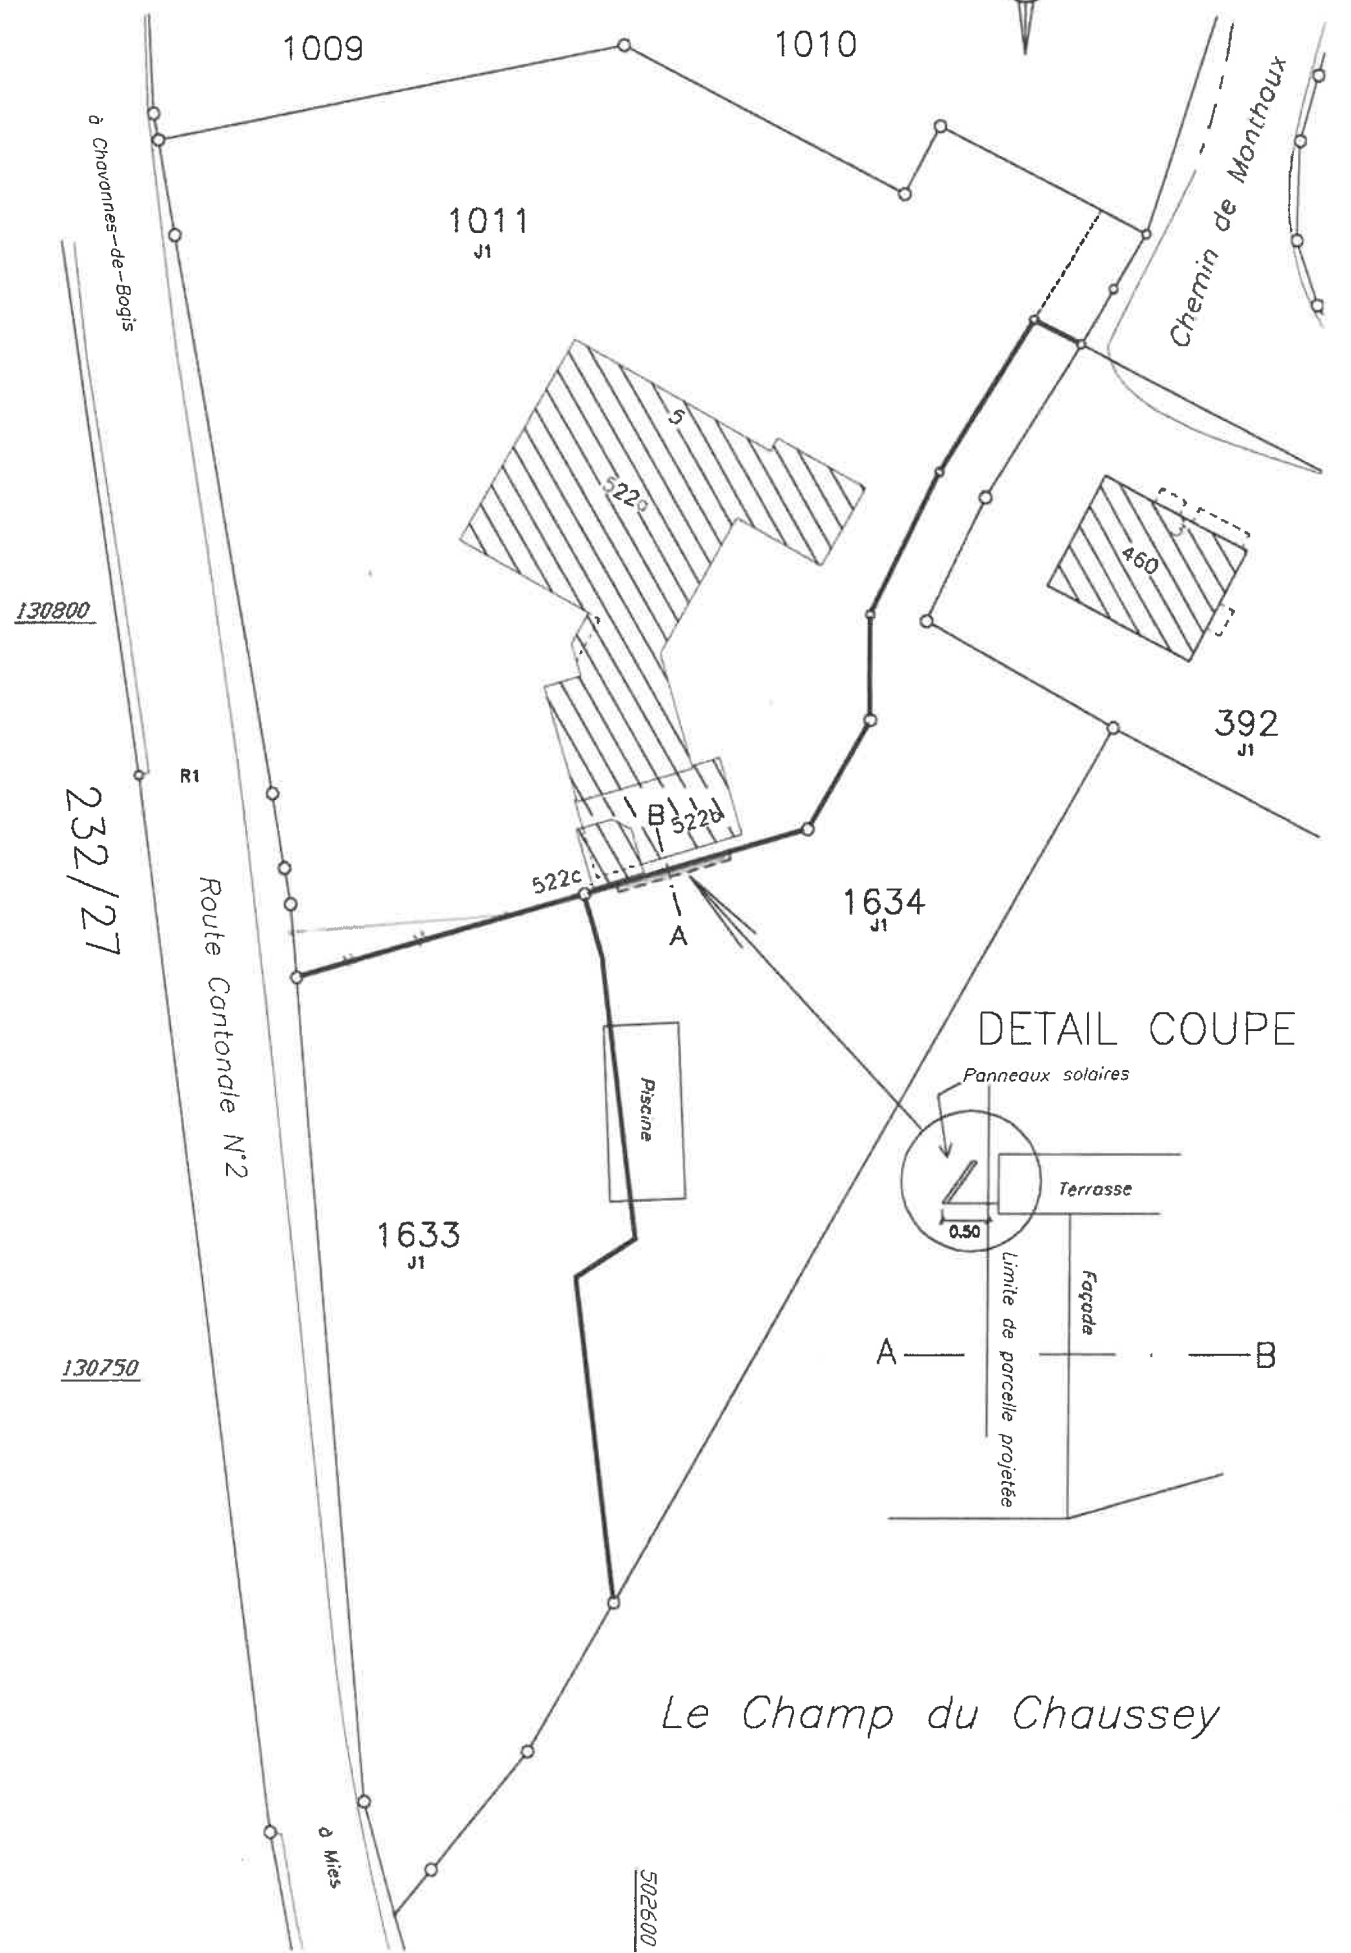 1009
1010
à Chavannes-de-Bogis
Chemin de Monthoux
1011
J1
5
522a
460
130800
392
J1
R1
232/27
B
522b
522c
1634
J1
A
Route Cantonale N°2
DETAIL COUPE
Panneaux solaires
Piscine
Terrasse
0.50
1633
J1
Limite de parcelle projetée
Façade
A
B
130750
Le Champ du Chaussey
à Mies
502600